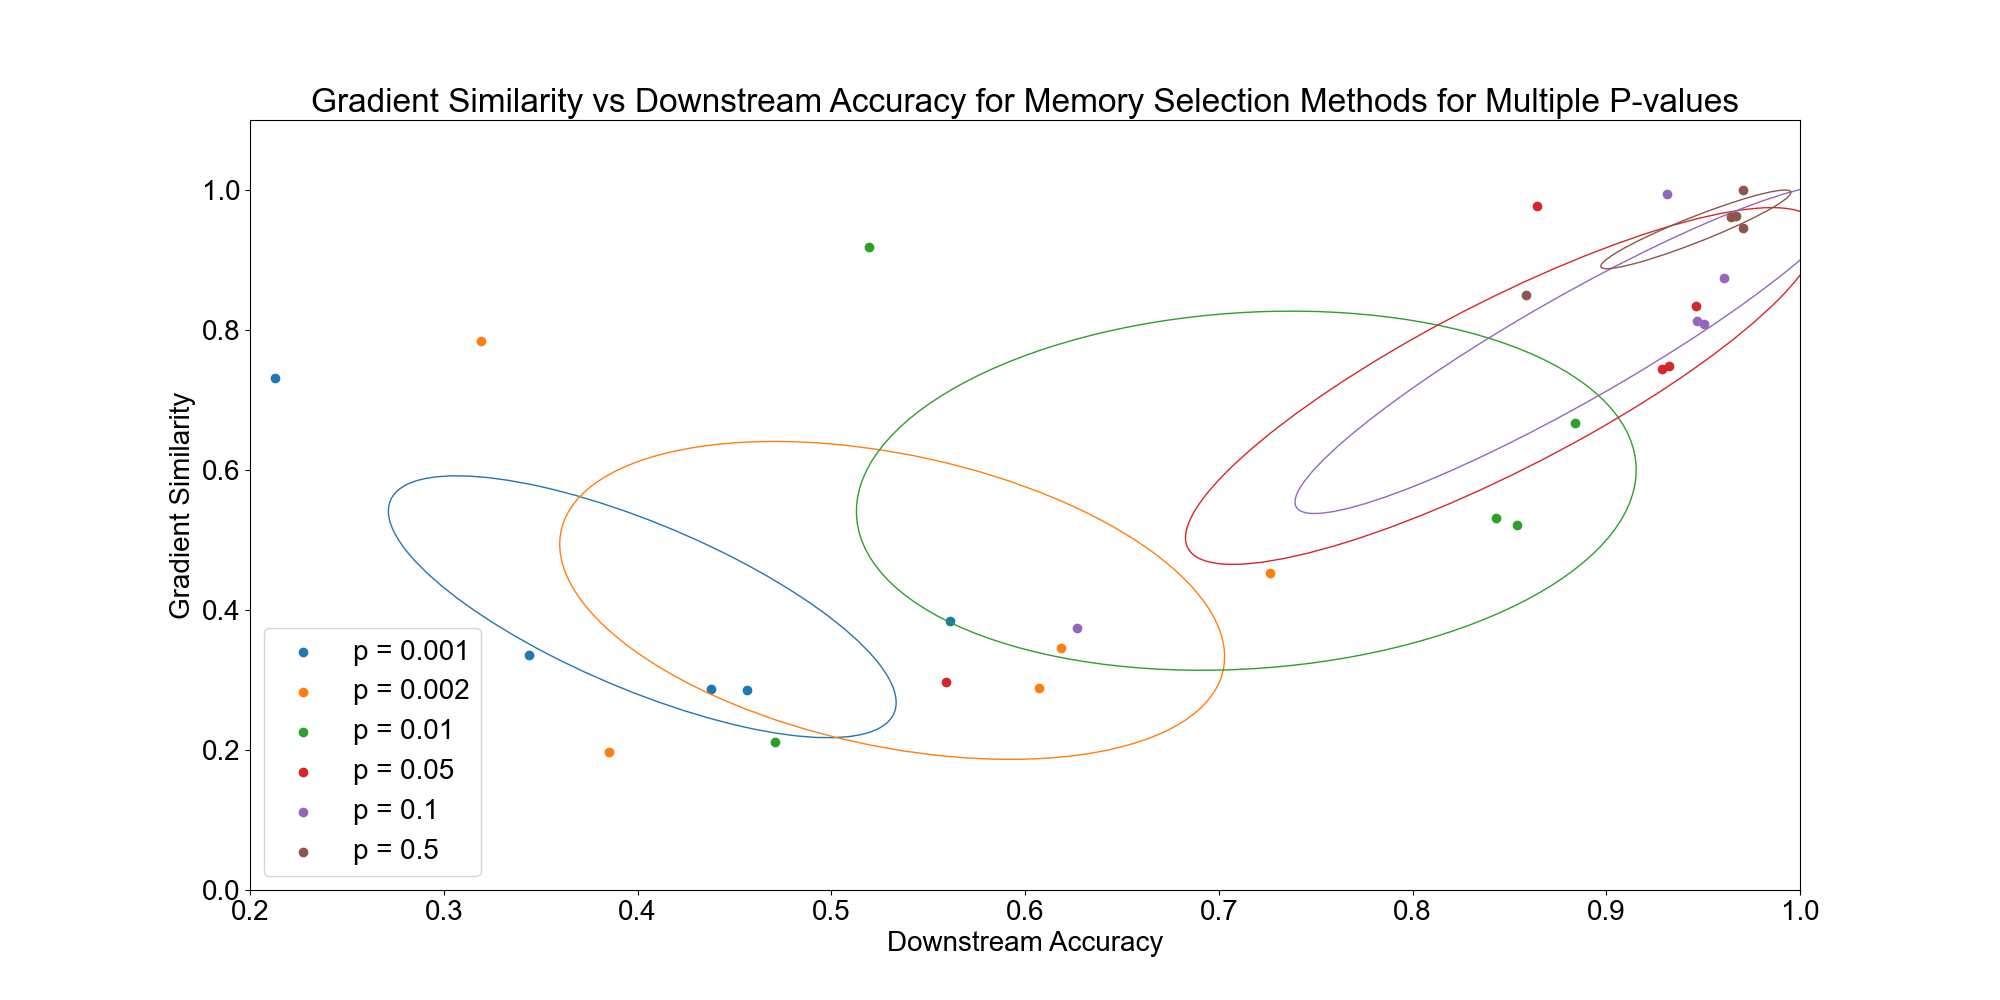 Gradient Similarity vs Downstream Accuracy for Memory Selection Methods for Multiple P-values
Gradient Similarity
1.0
0.8
0.6
0.4
0.2
0.0
p = 0.001
p = 0.002
p = 0.01
p = 0.05
p = 0.1
p = 0.5
0.2 0.3 0.4 0.5 0.6 0.7 0.8 0.9 1.0
Downstream Accuracy